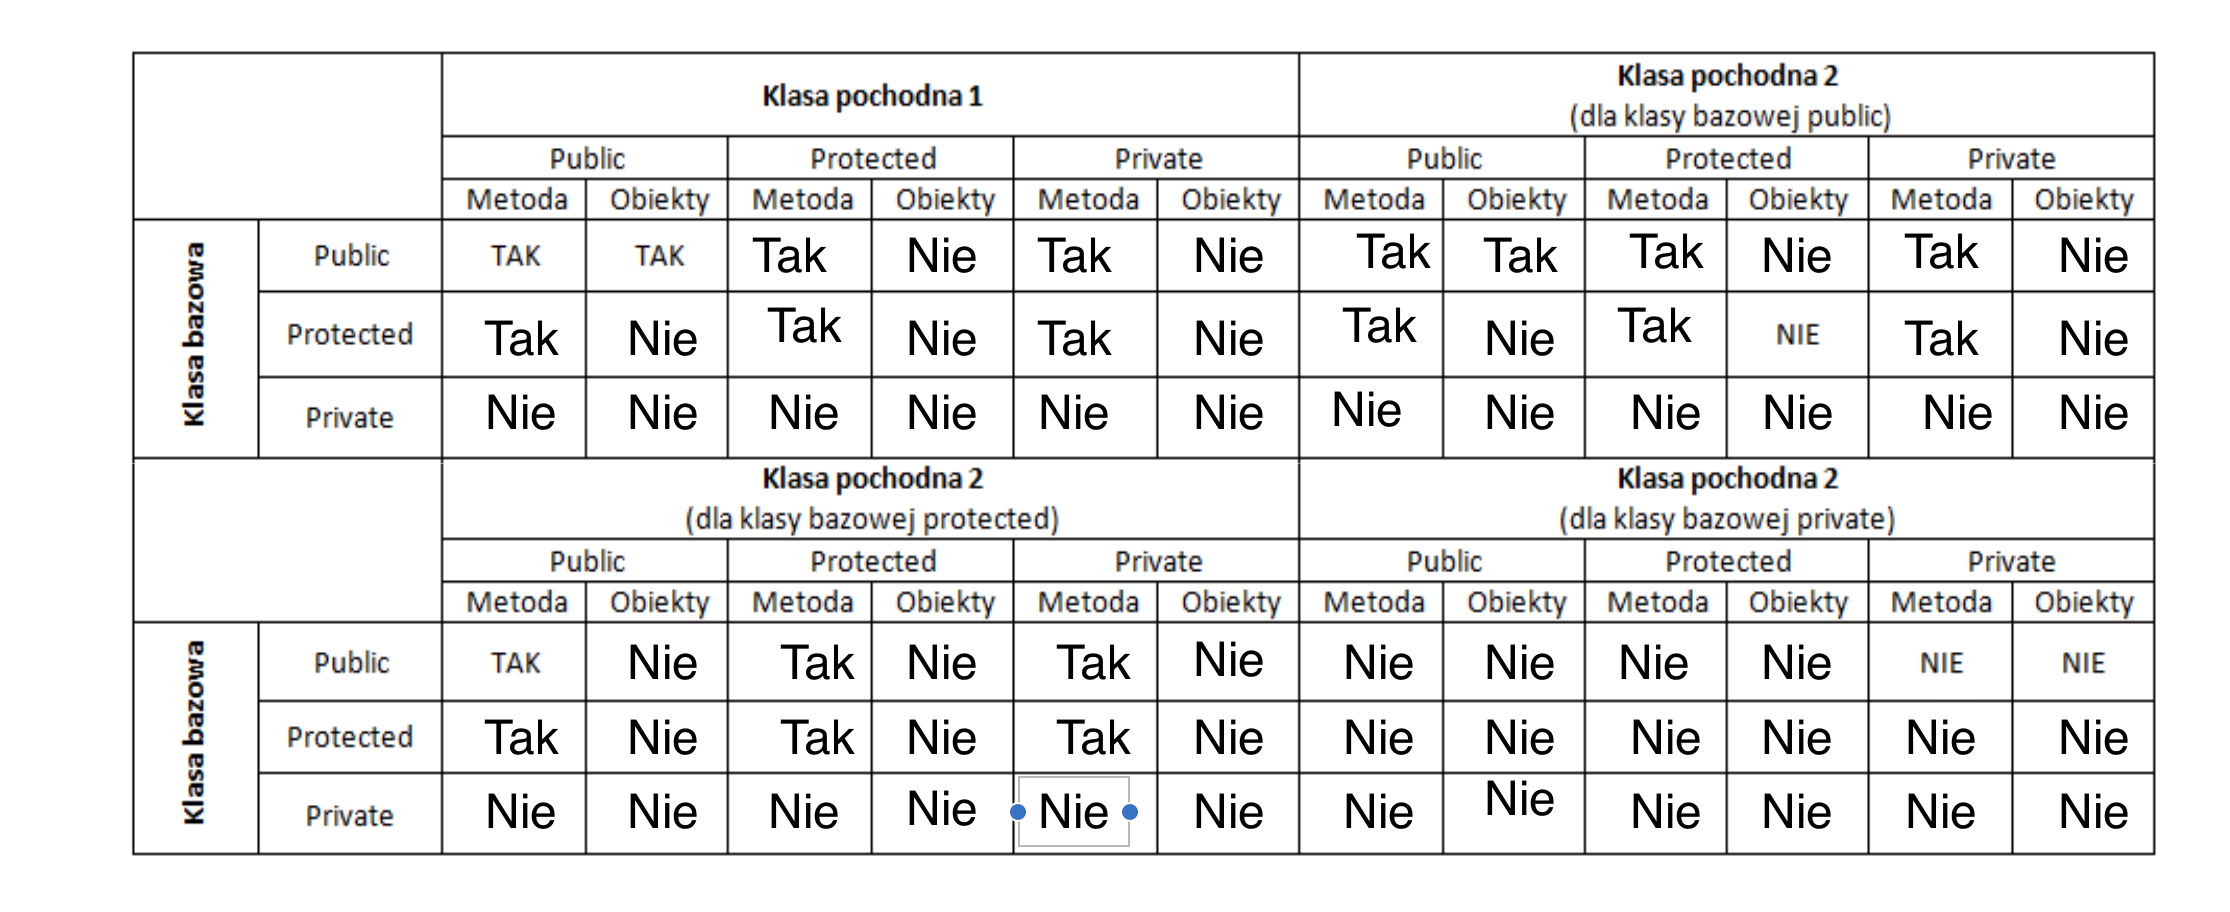 Klasa pochodna 1 Klasa pochodna 2
(dla klasy bazowej public)
Public Protected Private Public Protected Private
Metoda Obiekty Metoda Obiekty Metoda Obiekty Metoda Obiekty Metoda Obiekty Metoda Obiekty
Klasa bazowa
Public TAK TAK Tak Nie Tak Nie Tak Tak Tak Nie Tak Nie
Protected Tak Nie Tak Nie Tak Nie Tak Nie Tak NIE Tak Nie
Private Nie Nie Nie Nie Nie Nie Nie Nie Nie Nie Nie Nie
Klasa pochodna 2 Klasa pochodna 2
(dla klasy bazowej protected) (dla klasy bazowej private)
Public Protected Private Public Protected Private
Metoda Obiekty Metoda Obiekty Metoda Obiekty Metoda Obiekty Metoda Obiekty Metoda Obiekty
Klasa bazowa
Public TAK Nie Tak Nie Tak Nie Nie Nie Nie Nie NIE NIE
Protected Tak Nie Tak Nie Tak Nie Nie Nie Nie Nie Nie Nie
Private Nie Nie Nie Nie Nie Nie Nie Nie Nie Nie Nie Nie